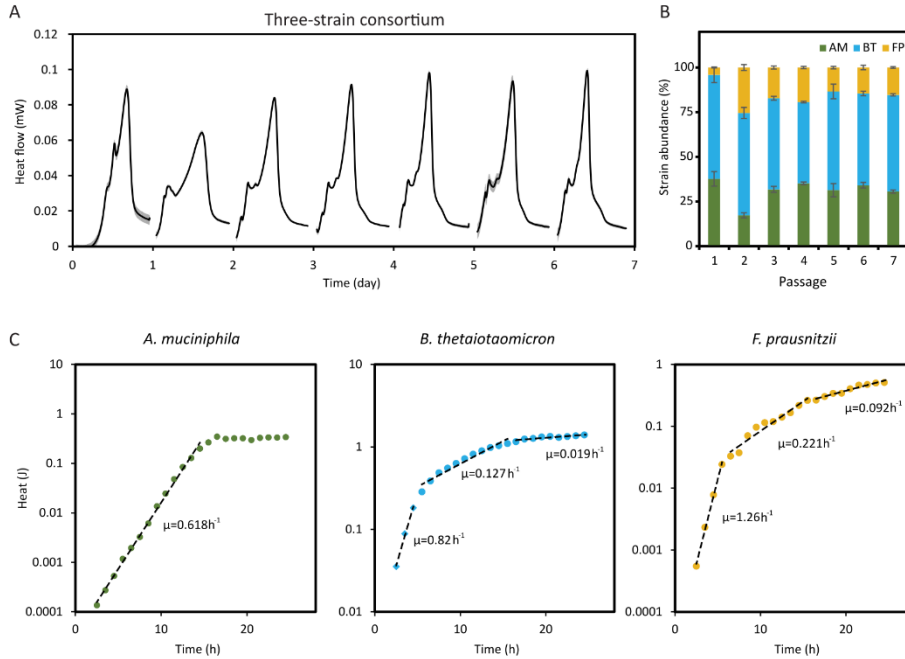 A
Three-strain consortium
Heat flow (mW)
0.12
0.1
0.08
0.06
0.04
0.02
0
0 1 2 3 4 5 6 7
Time (day)
B
AM BT FP
Strain abundance (%)
100
75
50
25
0
1 2 3 4 5 6 7
Passage
C
A. muciniphila
Heat (J)
10
1
0.1
0.01
0.001
0.0001
μ=0.618h⁻¹
0 10 20
Time (h)
B. thetaiotaomicron
10
1
0.1
0.01
μ=0.82h⁻¹
μ=0.127h⁻¹
μ=0.019h⁻¹
0 10 20
Time (h)
F. prausnitzii
1
0.1
0.01
0.001
0.0001
μ=1.26h⁻¹
μ=0.221h⁻¹
μ=0.092h⁻¹
0 10 20
Time (h)